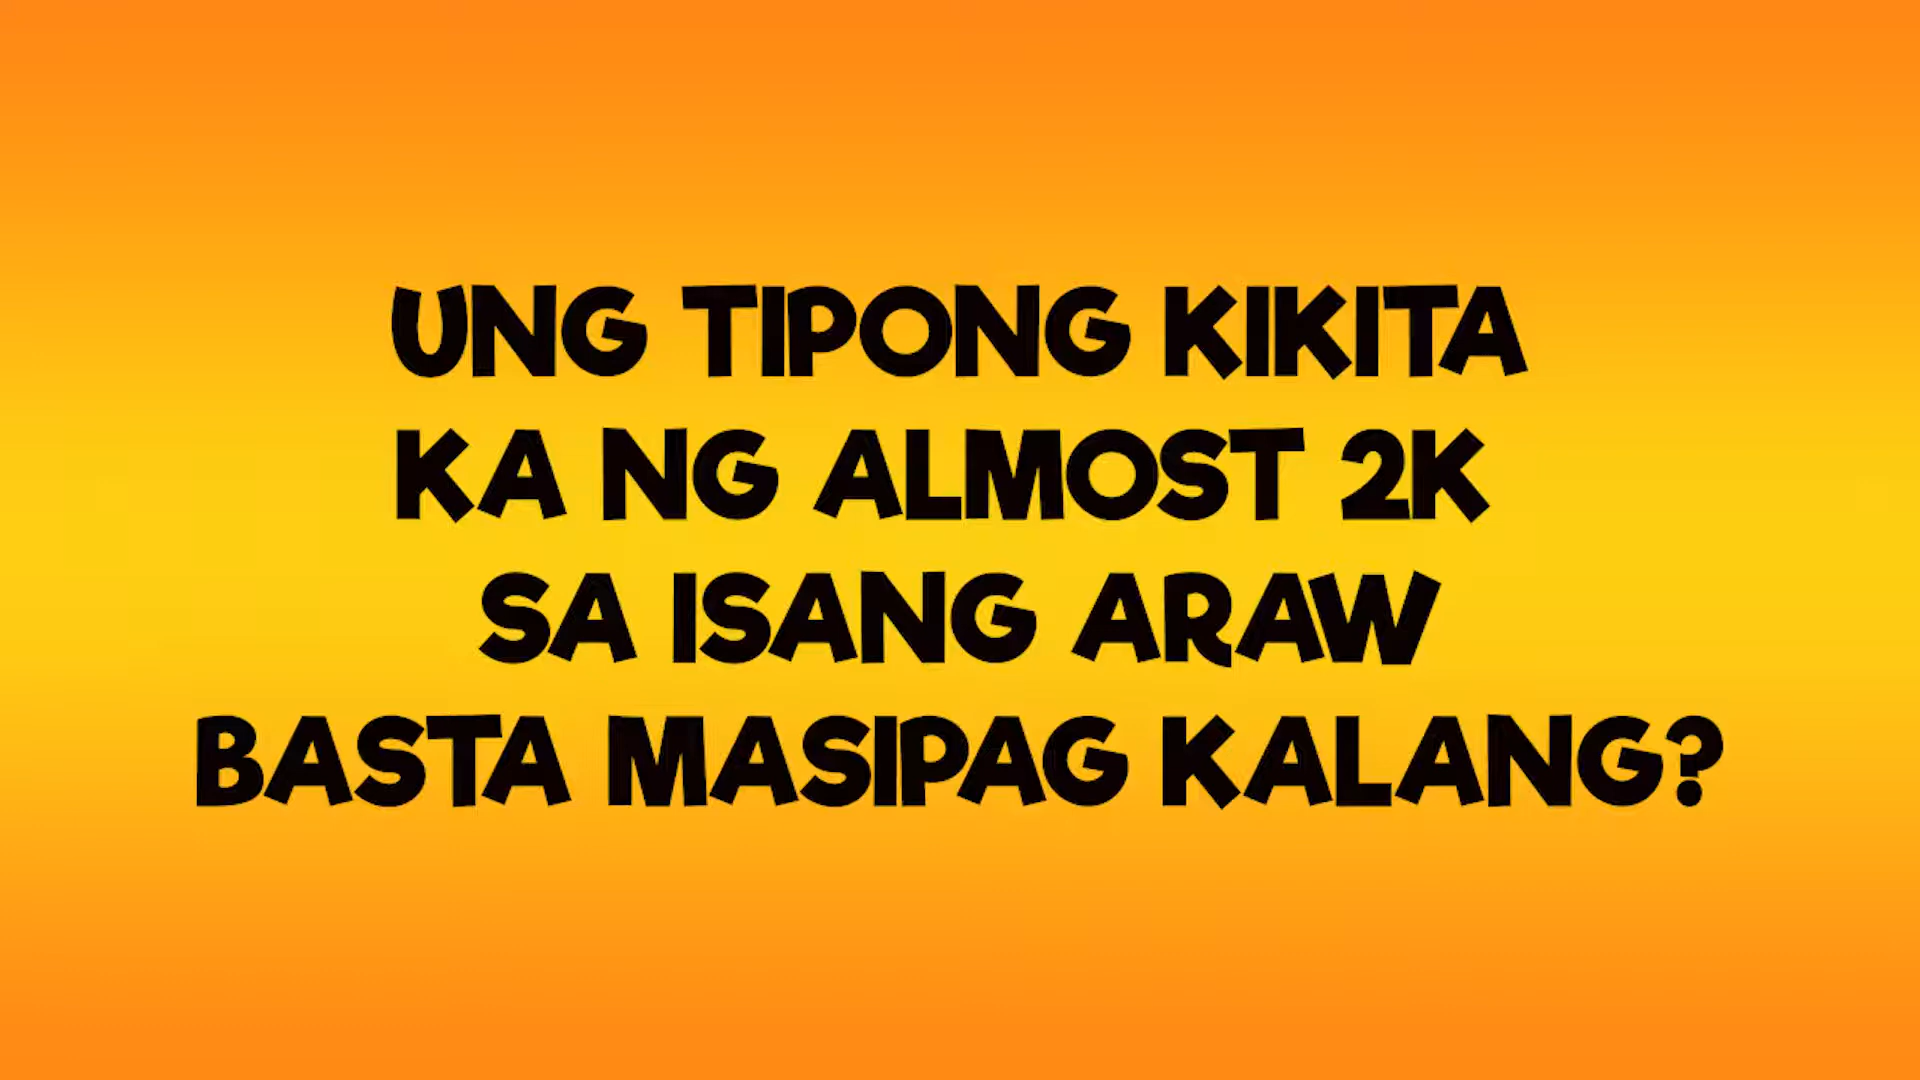 UNG TIPONG KIKITA
KA NG ALMOST 2K
SA ISANG ARAW
BASTA MASIPAG KALANG?